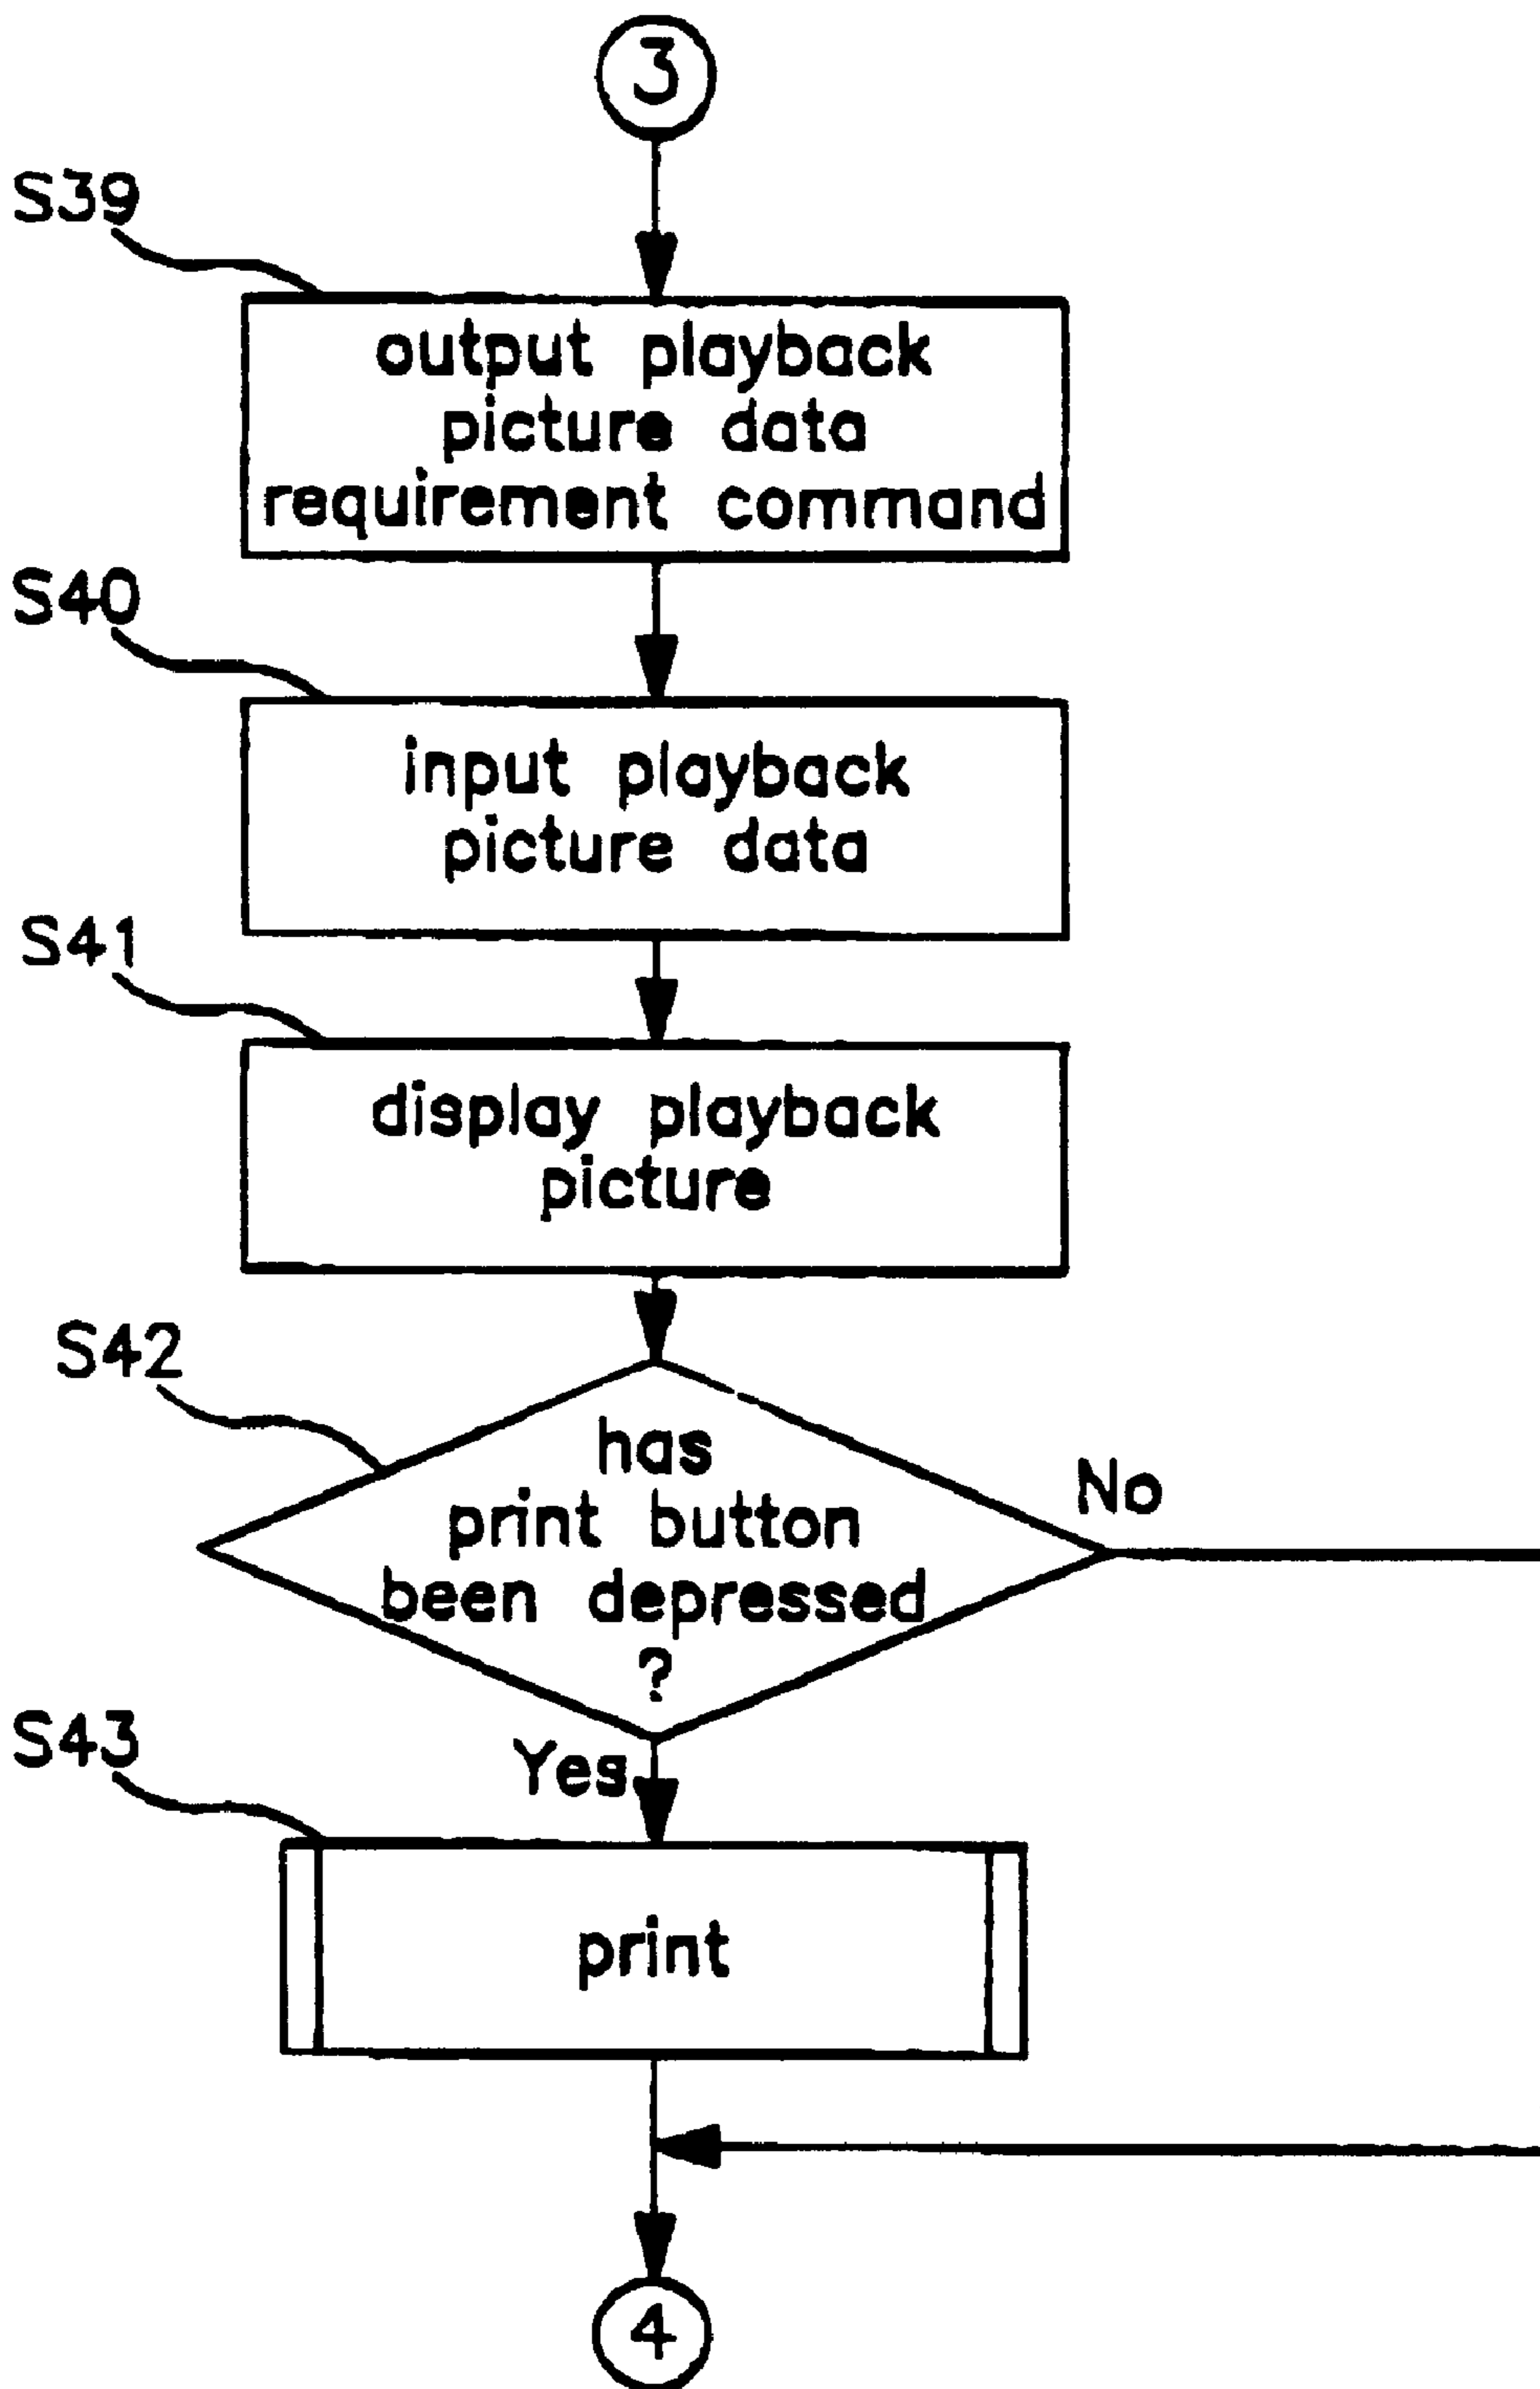 3
S39
output playback
picture data
requirement command
S40
input playback
picture data
S41
display playback
picture
S42
has
print button
been depressed
?
No
Yes
S43
print
4